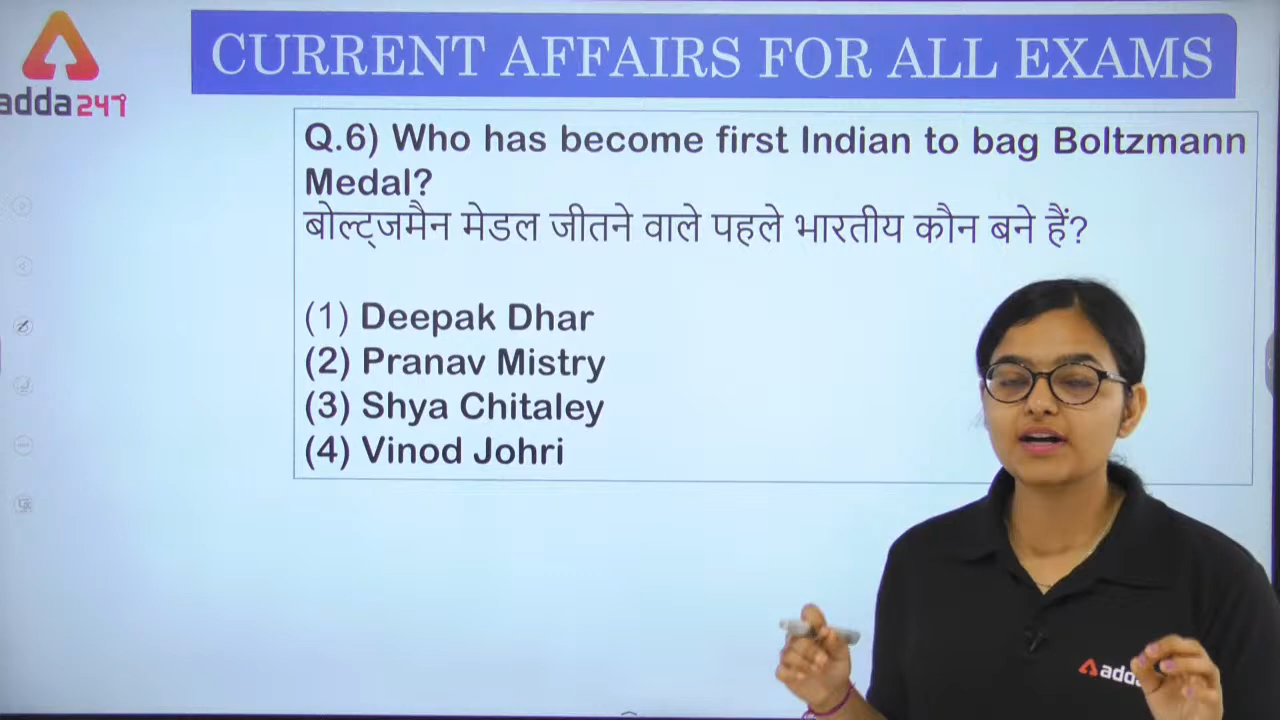 CURRENT AFFAIRS FOR ALL EXAMS
adda247
Q.6) Who has become first Indian to bag Boltzmann
Medal?
बोल्ट्जमैन मेडल जीतने वाले पहले भारतीय कौन बने हैं?
(1) Deepak Dhar
(2) Pranav Mistry
(3) Shya Chitaley
(4) Vinod Johri
adda